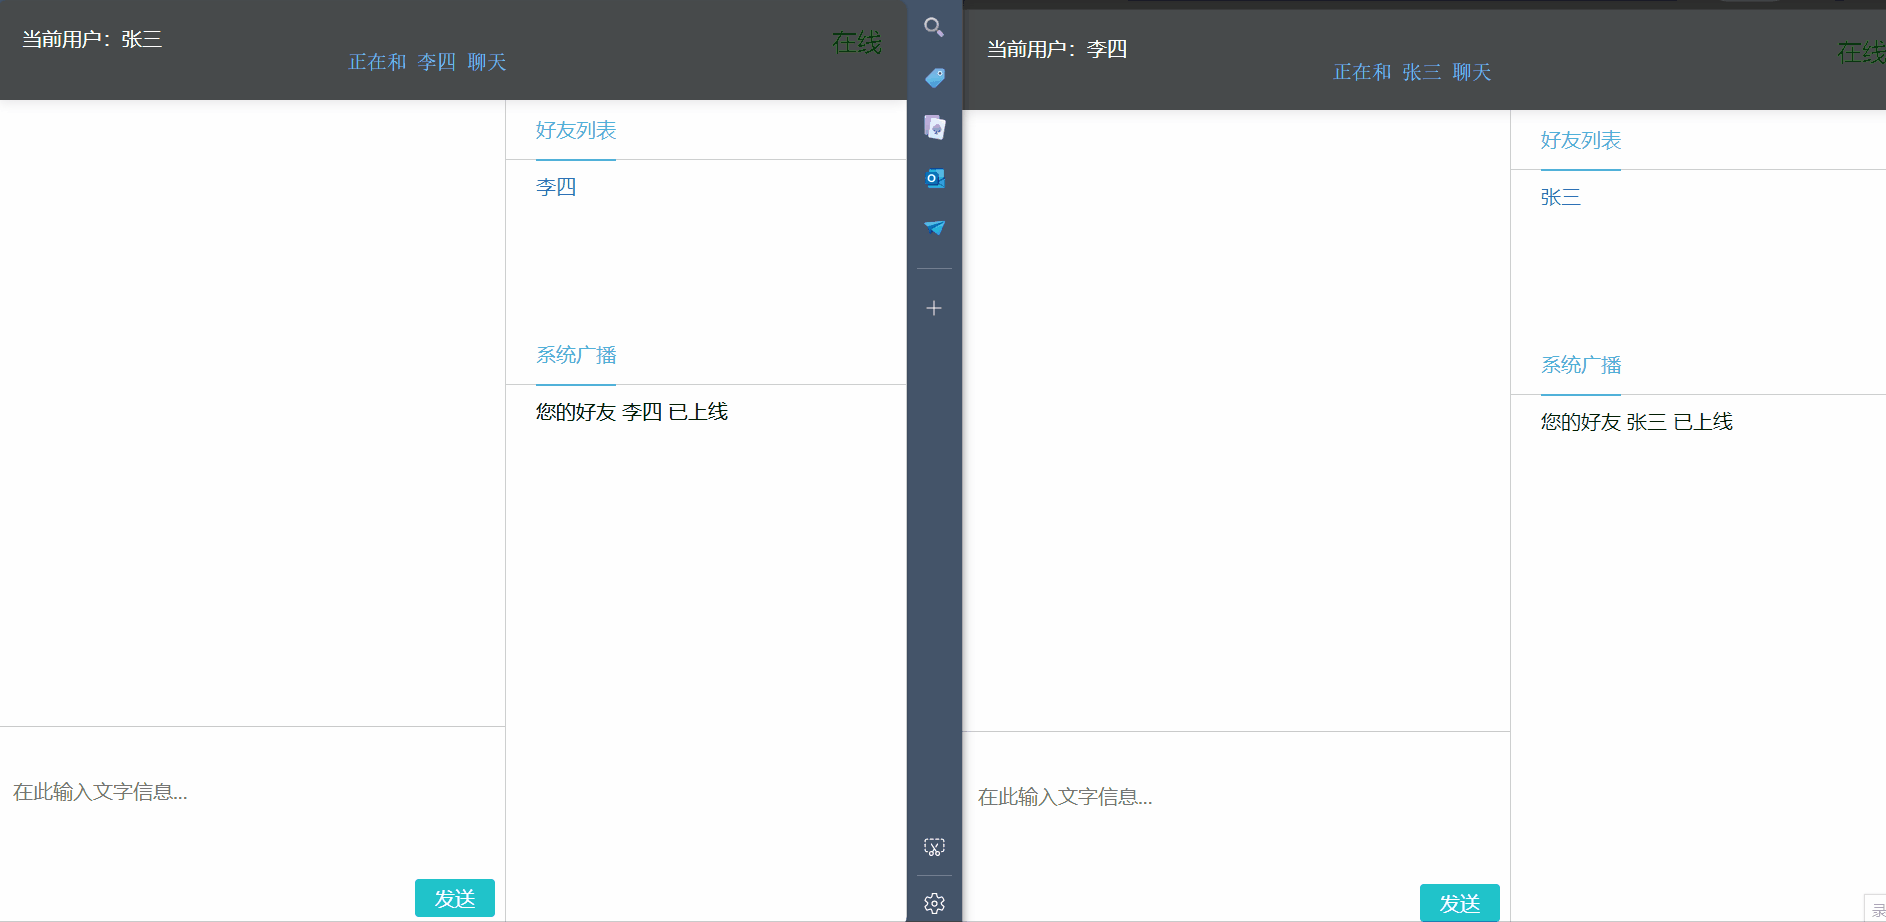 当前用户：张三
正在和 李四 聊天
在线
好友列表
李四
系统广播
您的好友 李四 已上线
在此输入文字信息...
发送
当前用户：李四
正在和 张三 聊天
在线
好友列表
张三
系统广播
您的好友 张三 已上线
在此输入文字信息...
发送
录